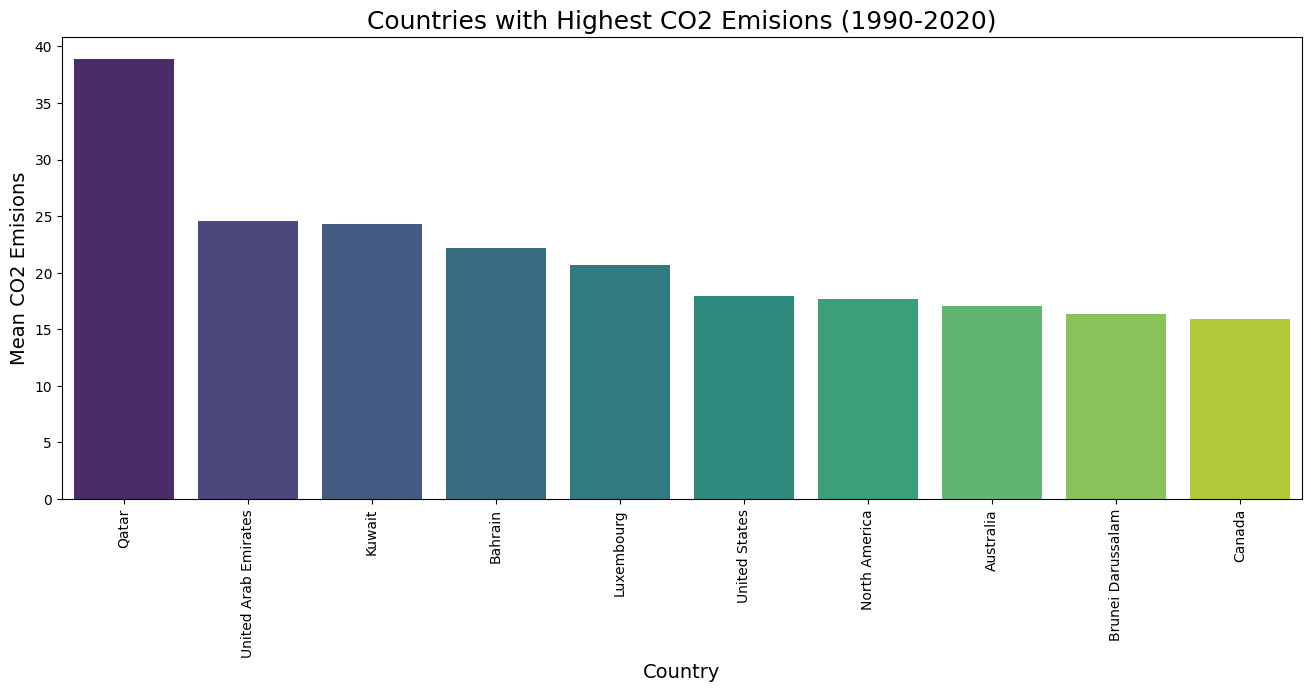 Countries with Highest CO2 Emisions (1990-2020)
Mean CO2 Emisions
40
35
30
25
20
15
10
5
0
Qatar
United Arab Emirates
Kuwait
Bahrain
Luxembourg
United States
North America
Australia
Brunei Darussalam
Canada
Country